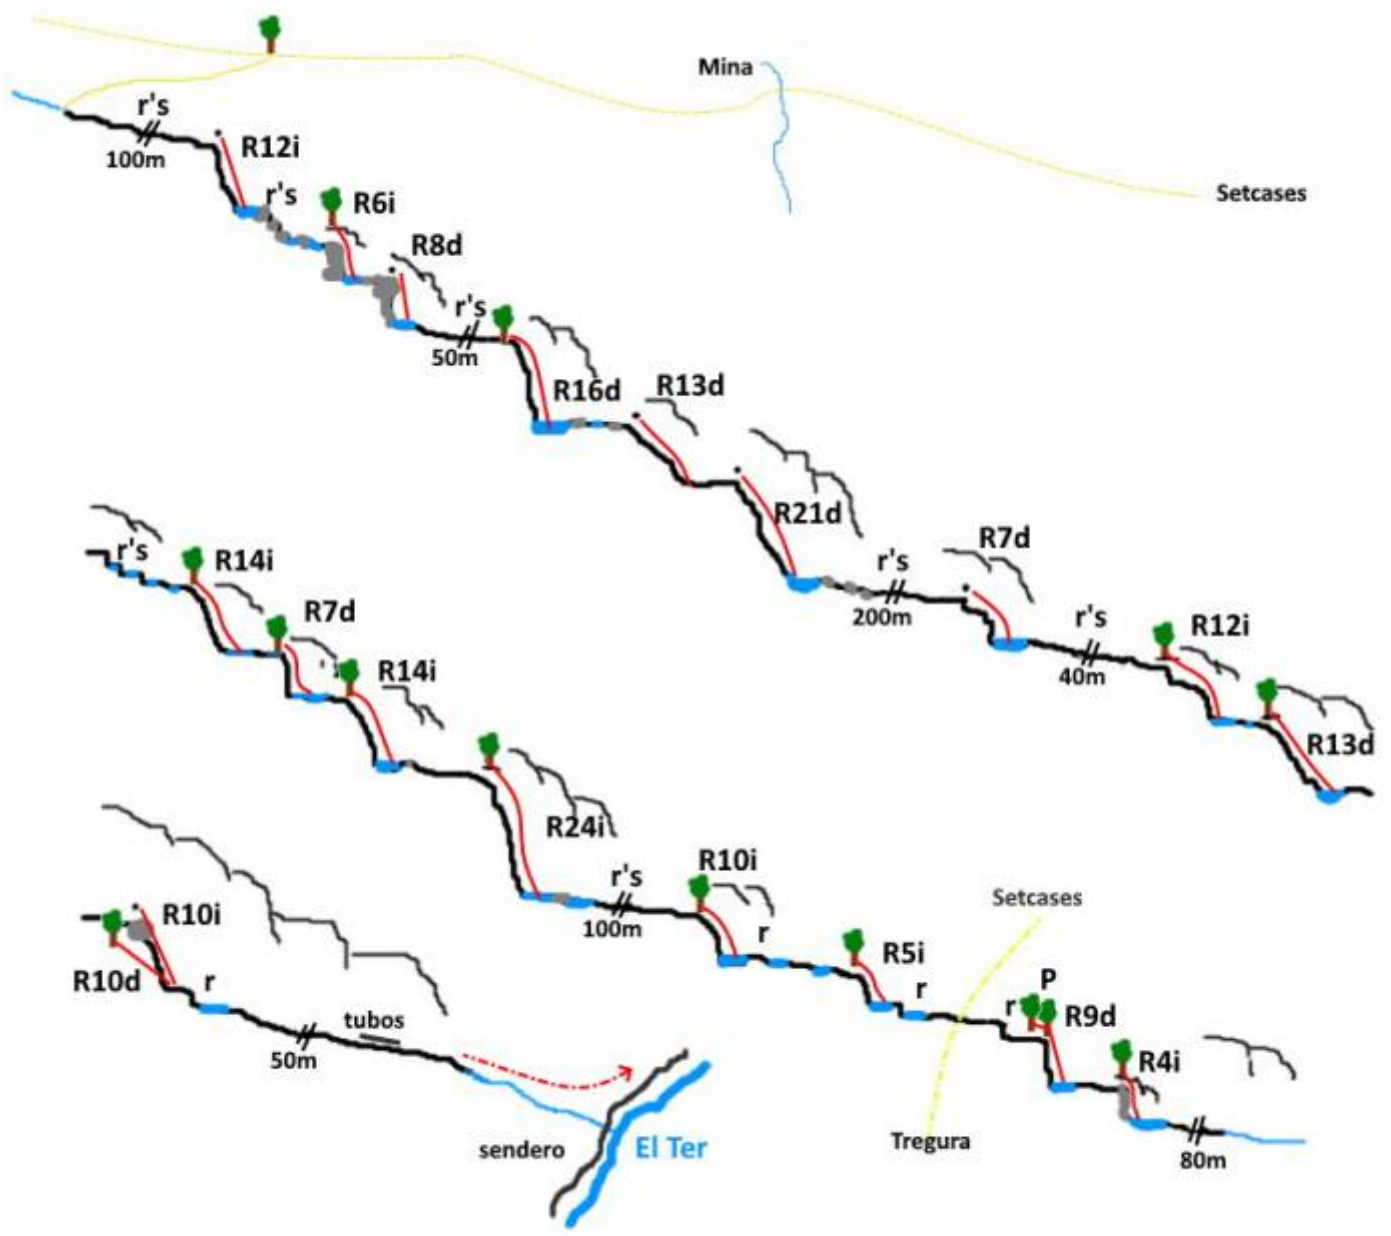 Mina
r's
100m
R12i
Setcases
r's
R6i
R8d
r's
50m
R16d
R13d
R21d
R7d
r's
200m
r's
40m
R12i
R13d
r's
R14i
R7d
R14i
R24i
r's
100m
R10i
r
R5i
r
Setcases
Tregura
r
P
R9d
R4i
80m
R10i
R10d
r
50m
tubos
sendero
El Ter